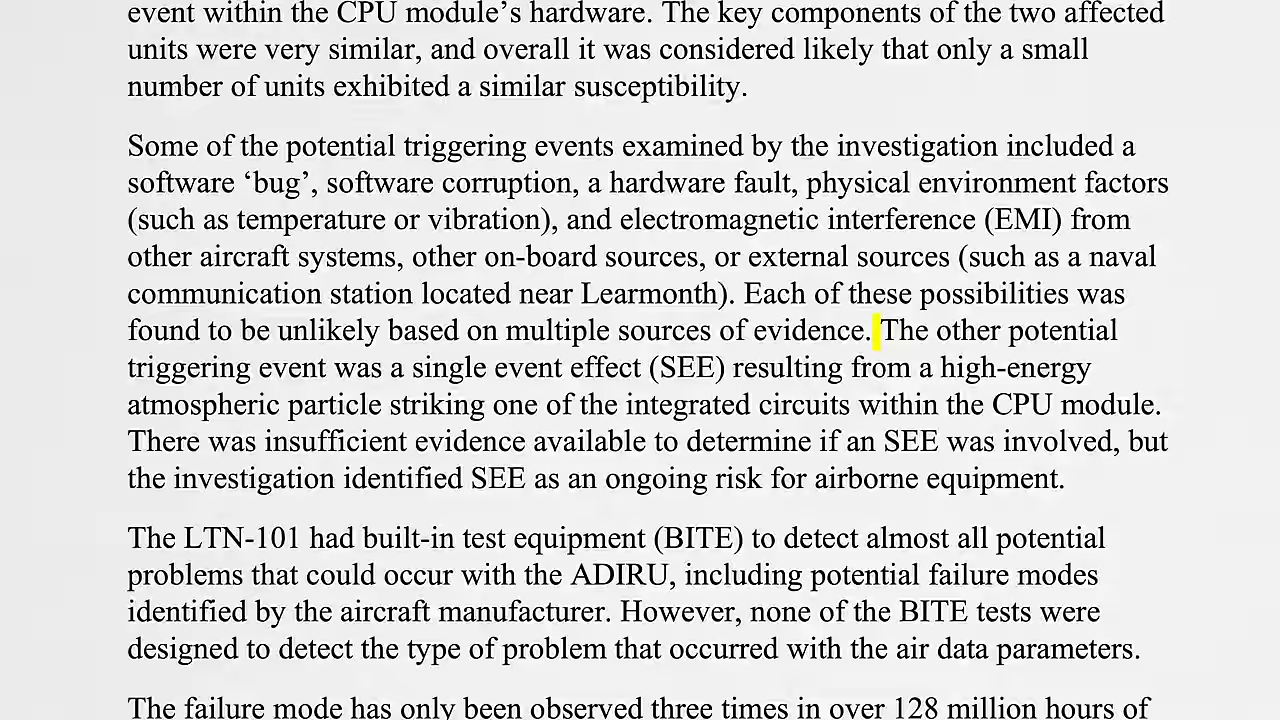 event within the CPU module’s hardware. The key components of the two affected
units were very similar, and overall it was considered likely that only a small
number of units exhibited a similar susceptibility.
Some of the potential triggering events examined by the investigation included a
software ‘bug’, software corruption, a hardware fault, physical environment factors
(such as temperature or vibration), and electromagnetic interference (EMI) from
other aircraft systems, other on-board sources, or external sources (such as a naval
communication station located near Learmonth). Each of these possibilities was
found to be unlikely based on multiple sources of evidence. The other potential
triggering event was a single event effect (SEE) resulting from a high-energy
atmospheric particle striking one of the integrated circuits within the CPU module.
There was insufficient evidence available to determine if an SEE was involved, but
the investigation identified SEE as an ongoing risk for airborne equipment.
The LTN-101 had built-in test equipment (BITE) to detect almost all potential
problems that could occur with the ADIRU, including potential failure modes
identified by the aircraft manufacturer. However, none of the BITE tests were
designed to detect the type of problem that occurred with the air data parameters.
The failure mode has only been observed three times in over 128 million hours of